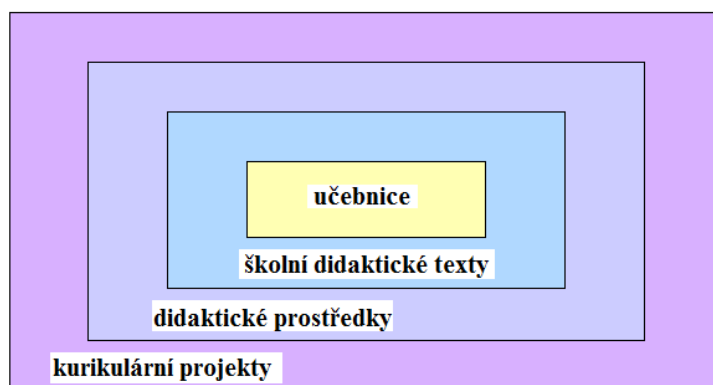 učebnice
školní didaktické texty
didaktické prostředky
kurikulární projekty